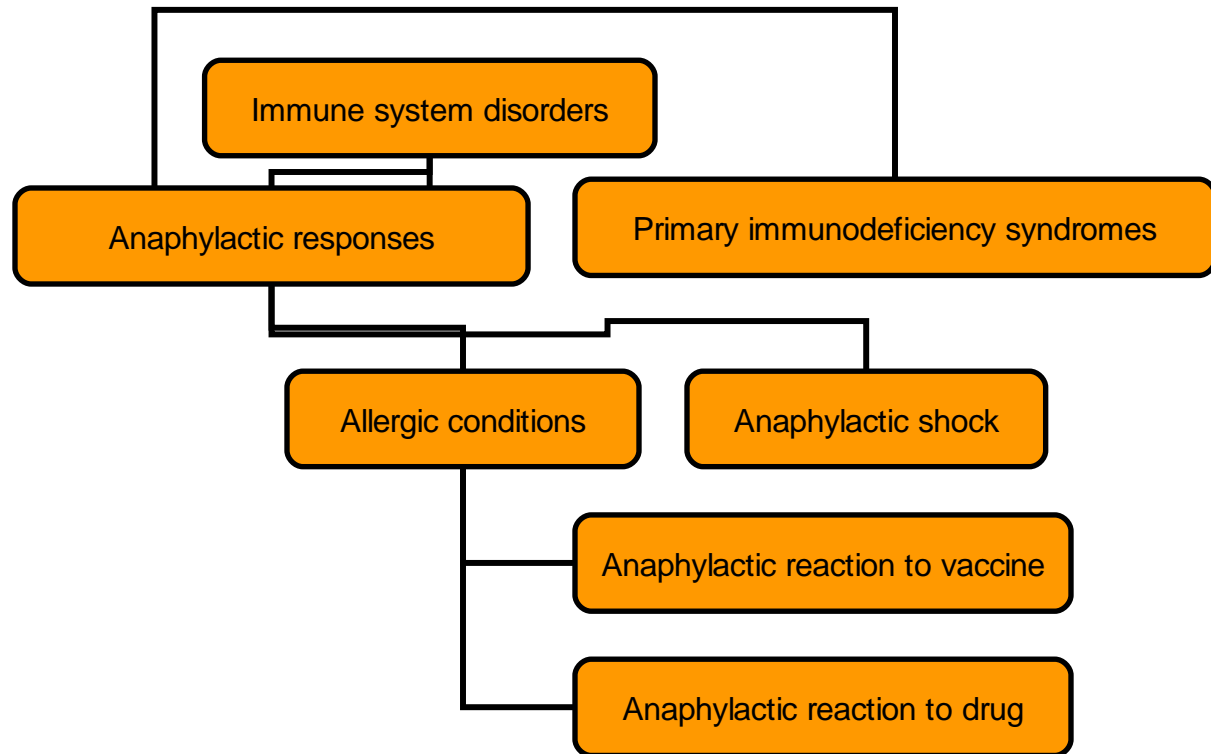 Immune system disorders
Anaphylactic responses
Primary immunodeficiency syndromes
Allergic conditions
Anaphylactic shock
Anaphylactic reaction to vaccine
Anaphylactic reaction to drug